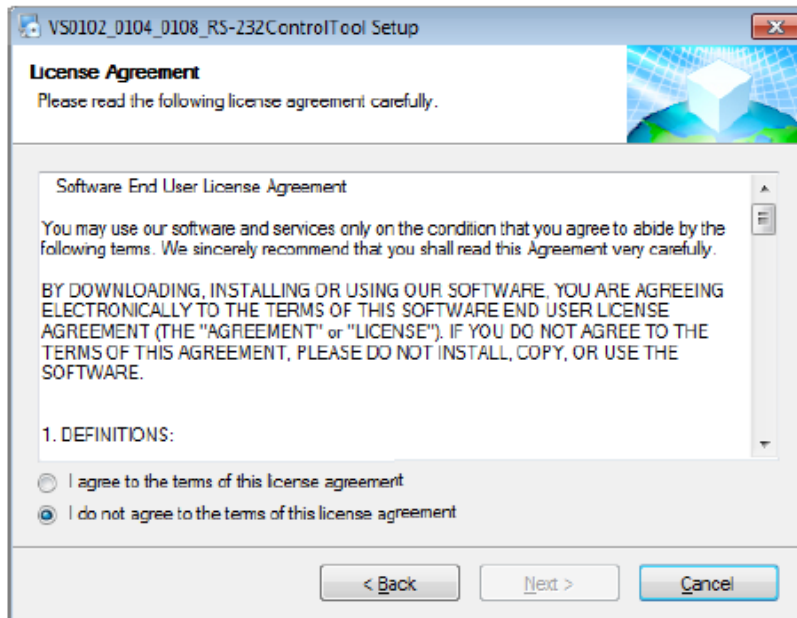 VS0102_0104_0108_RS-232ControlTool Setup
License Agreement
Please read the following license agreement carefully.
Software End User License Agreement
You may use our software and services only on the condition that you agree to abide by the
following terms. We sincerely recommend that you shall read this Agreement very carefully.
BY DOWNLOADING, INSTALLING OR USING OUR SOFTWARE, YOU ARE AGREEING
ELECTRONICALLY TO THE TERMS OF THIS SOFTWARE END USER LICENSE
AGREEMENT (THE "AGREEMENT" or "LICENSE"). IF YOU DO NOT AGREE TO THE
TERMS OF THIS AGREEMENT, PLEASE DO NOT INSTALL, COPY, OR USE THE
SOFTWARE.
1. DEFINITIONS:
I agree to the terms of this license agreement
I do not agree to the terms of this license agreement
< Back Next > Cancel